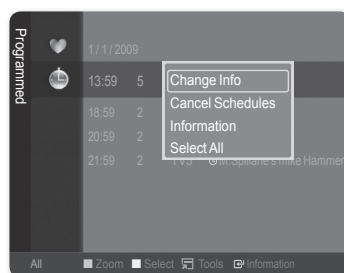 Programmed
1 / 1 / 2009
13:59 5
Change Info
Cancel Schedules
Information
Select All
18:59 2
20:59 2
21:59 2 TV3 M.Spillane's mike Hammer
All Zoom Select Tools Information